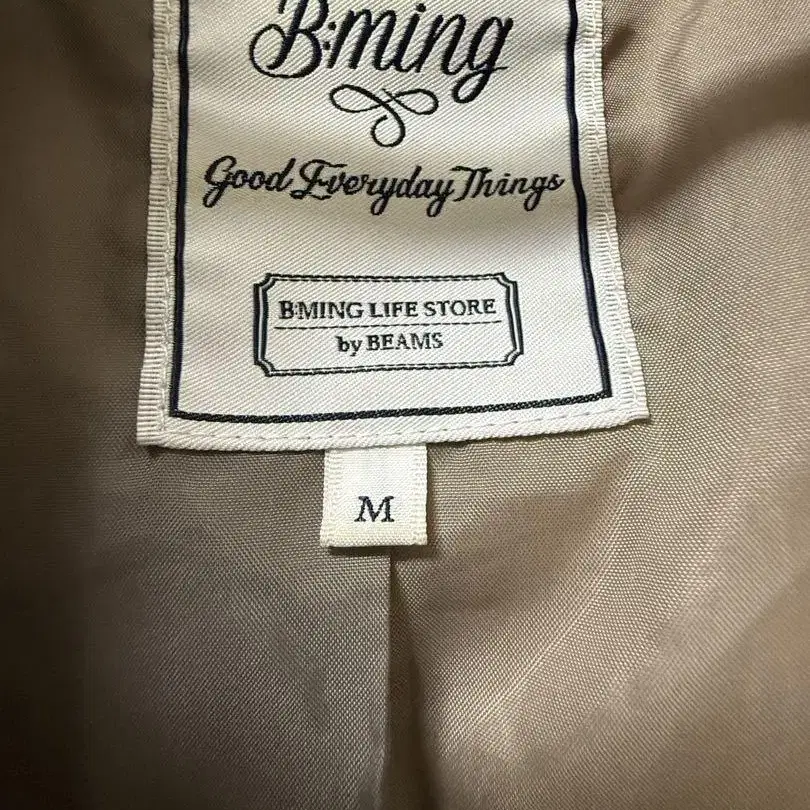 B:ming
Good Everyday Things
B:MING LIFE STORE
by BEAMS
M